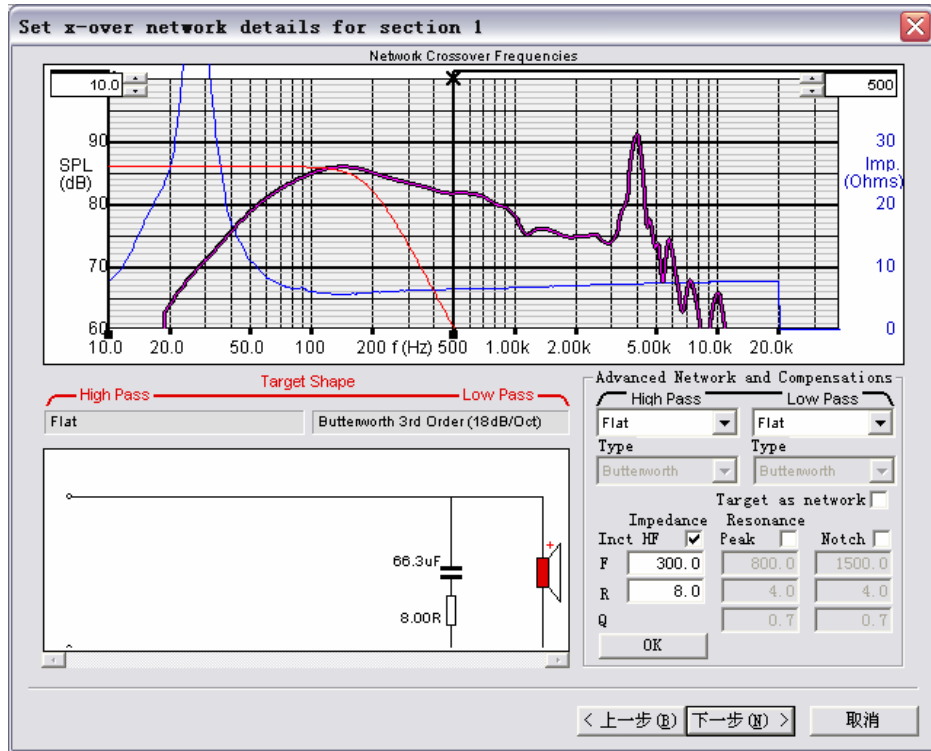 Set x-over network details for section 1
Network Crossover Frequencies
10.0
500
90
80
70
60
SPL
(dB)
30
Imp.
(Ohms)
20
10
0
10.0 20.0 50.0 100 200 f (Hz) 500 1.00K 2.00K 5.00K 10.0K 20.0K
Target Shape
High Pass
Low Pass
Flat
Butterworth 3rd Order (18dB/Oct)
66.3uF
8.00R
+
Advanced Network and Compensations
High Pass
Low Pass
Flat
Flat
Type
Type
Butterworth
Butterworth
Target as network
Impedance Resonance
Inct HF Peak Notch
F 300.0 800.0 1500.0
R 8.0 4.0 4.0
Q 0.7 0.7
OK
< 上一步(B)
下一步(N) >
取消